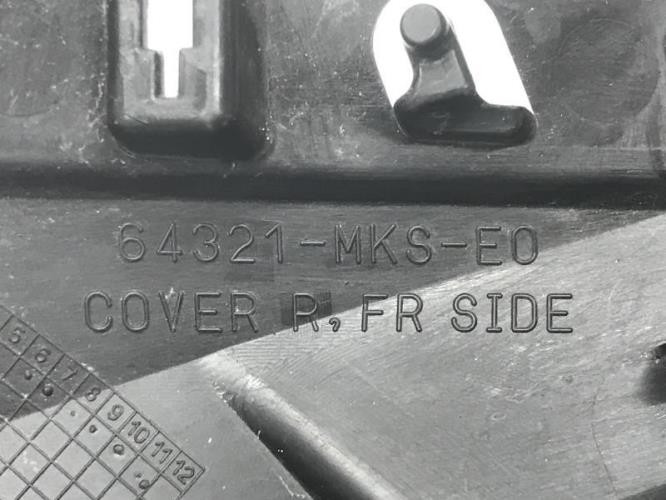 64321-MKS-E0
COVER R, FR SIDE
5 6 7 8 9 10 11 12